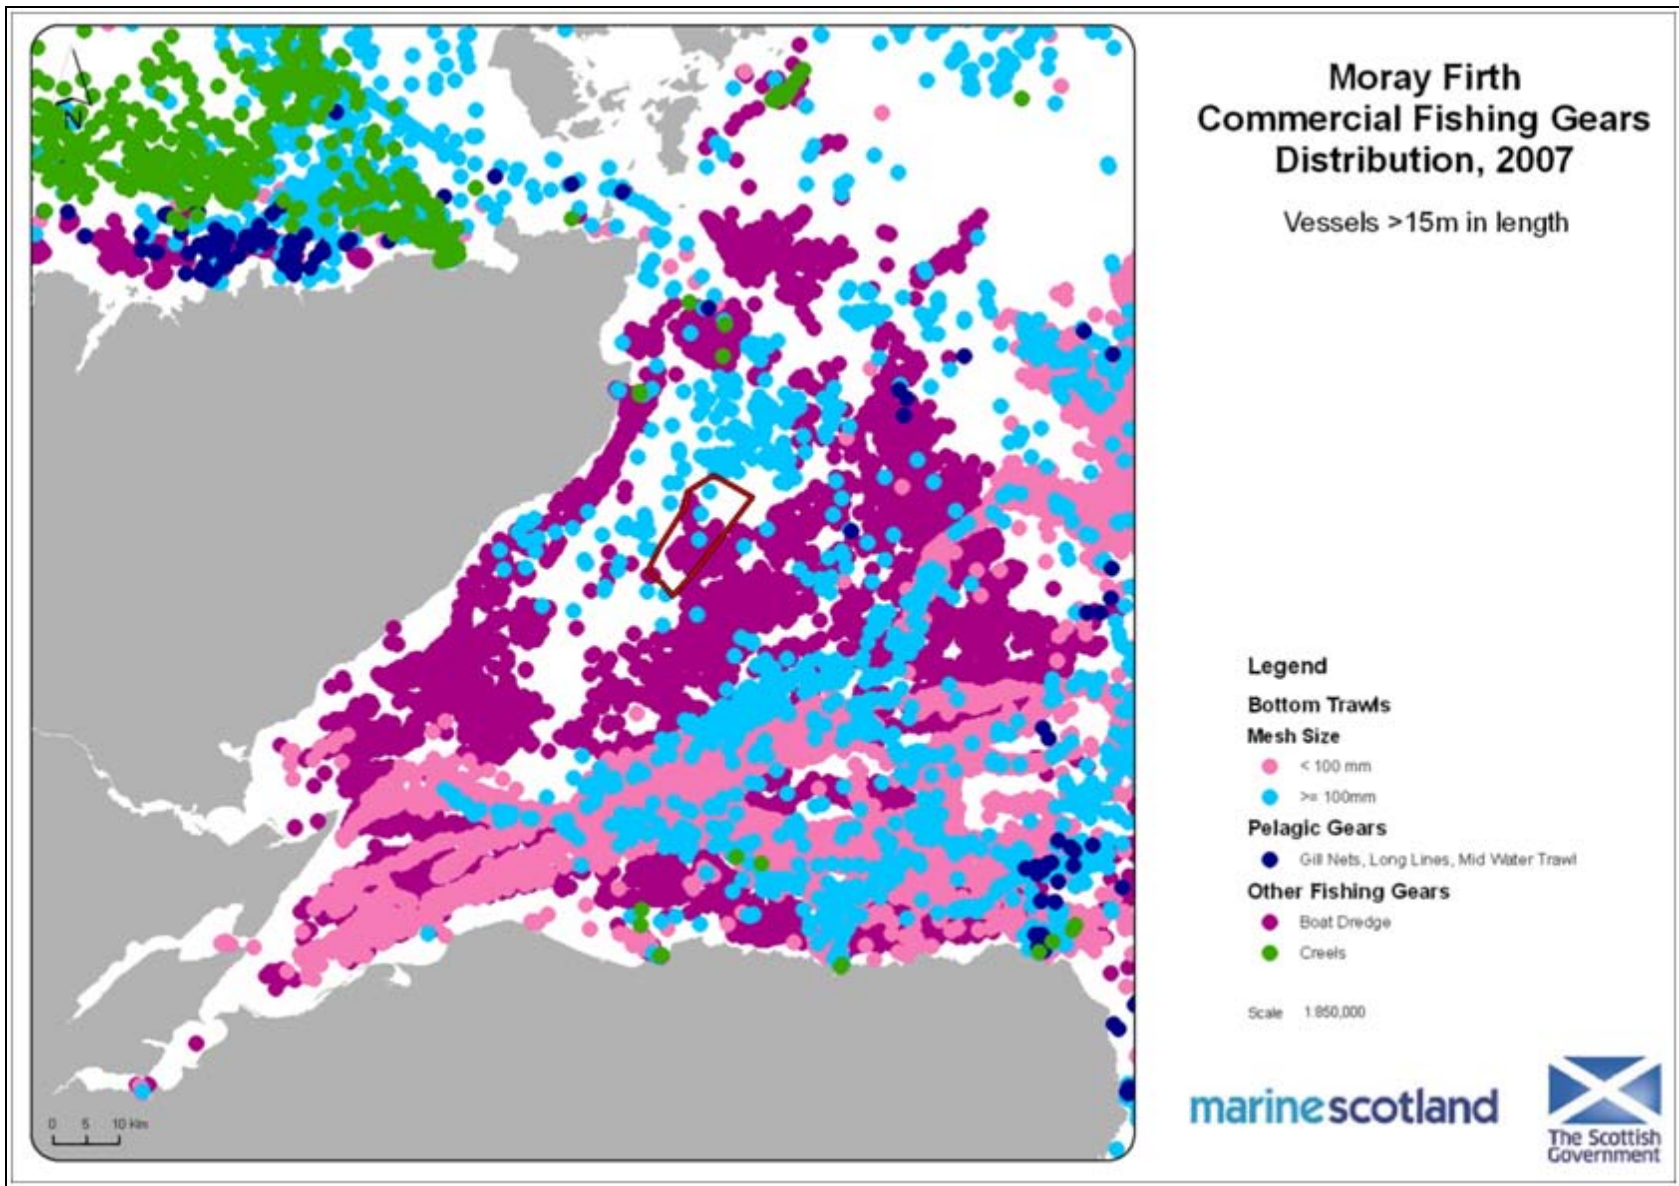 Moray Firth
Commercial Fishing Gears
Distribution, 2007
Vessels >15m in length
N
Legend
Bottom Trawls
Mesh Size
< 100 mm
>= 100mm
Pelagic Gears
Gill Nets, Long Lines, Mid Water Trawl
Other Fishing Gears
Boat Dredge
Creels
Scale 1:850,000
0 5 10 Km
marinescotland
The Scottish
Government